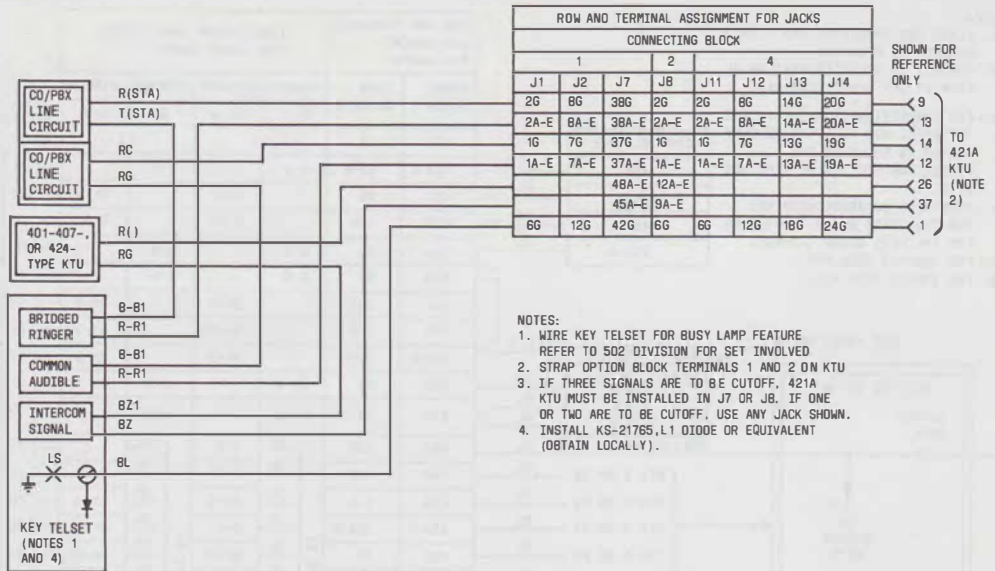 ROW AND TERMINAL ASSIGNMENT FOR JACKS
CONNECTING BLOCK
1 2 4
J1 J2 J7 J8 J11 J12 J13 J14
2G 8G 38G 2G 2G 8G 14G 20G
2A-E 8A-E 38A-E 2A-E 2A-E 8A-E 14A-E 20A-E
1G 7G 37G 1G 1G 7G 13G 19G
1A-E 7A-E 37A-E 1A-E 1A-E 7A-E 13A-E 19A-E
48A-E 12A-E
45A-E 9A-E
6G 12G 42G 6G 6G 12G 18G 24G
SHOWN FOR
REFERENCE
ONLY
9
13
14
12
26
37
1
TO
421A
KTU
(NOTE
2)
CO/PBX
LINE
CIRCUIT
R(STA)
T(STA)
CO/PBX
LINE
CIRCUIT
RC
RG
401-407-,
OR 424-
TYPE KTU
R()
RG
BRIDGED
RINGER
B-B1
R-R1
COMMON
AUDIBLE
B-B1
R-R1
INTERCOM
SIGNAL
BZ1
BZ
LS
BL
KEY TELSET
(NOTES 1
AND 4)
NOTES:
1. WIRE KEY TELSET FOR BUSY LAMP FEATURE
REFER TO 502 DIVISION FOR SET INVOLVED
2. STRAP OPTION BLOCK TERMINALS 1 AND 2 ON KTU
3. IF THREE SIGNALS ARE TO BE CUTOFF, 421A
KTU MUST BE INSTALLED IN J7 OR J8. IF ONE
OR TWO ARE TO BE CUTOFF, USE ANY JACK SHOWN.
4. INSTALL KS-21765,L1 DIODE OR EQUIVALENT
(OBTAIN LOCALLY).